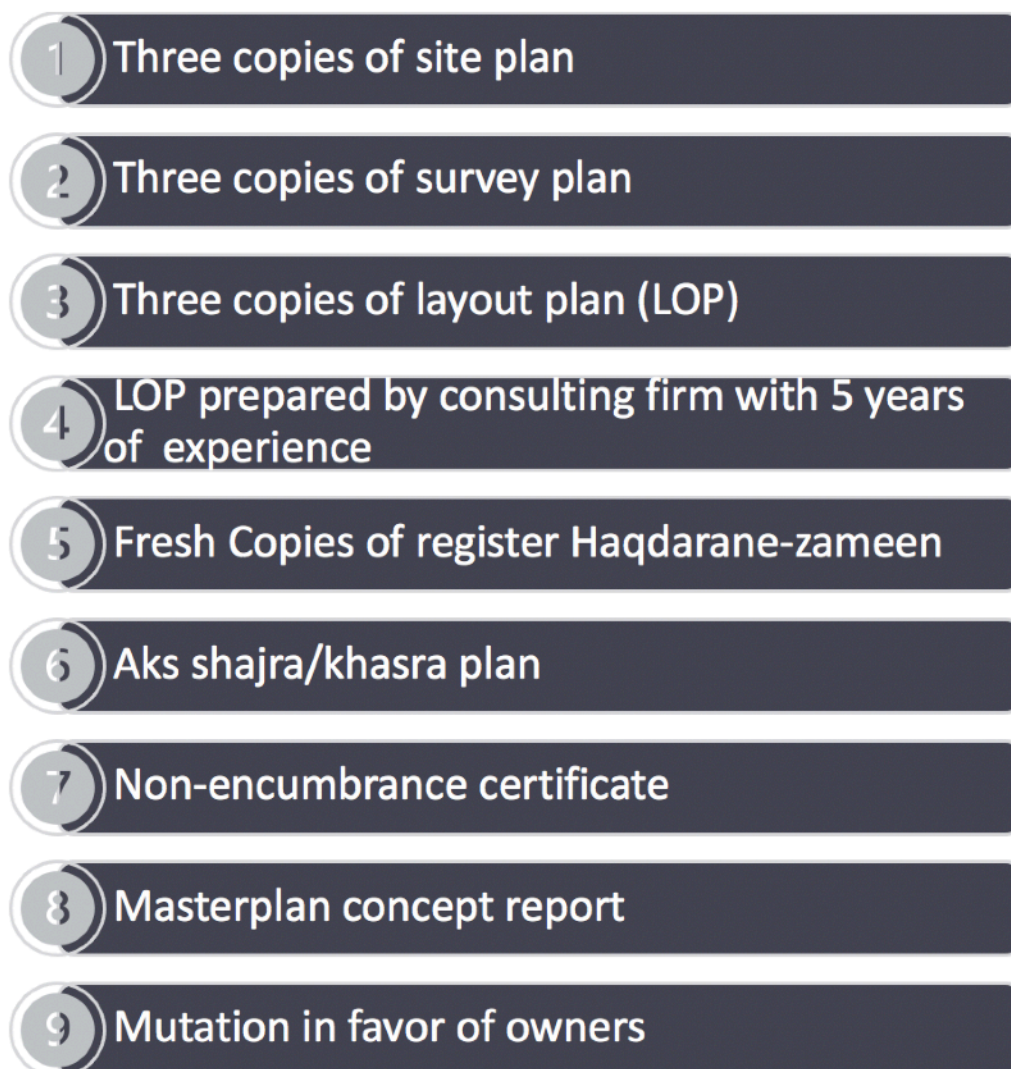 1 Three copies of site plan
2 Three copies of survey plan
3 Three copies of layout plan (LOP)
4 LOP prepared by consulting firm with 5 years
of experience
5 Fresh Copies of register Haqdarane-zameen
6 Aks shajra/khasra plan
7 Non-encumbrance certificate
8 Masterplan concept report
9 Mutation in favor of owners